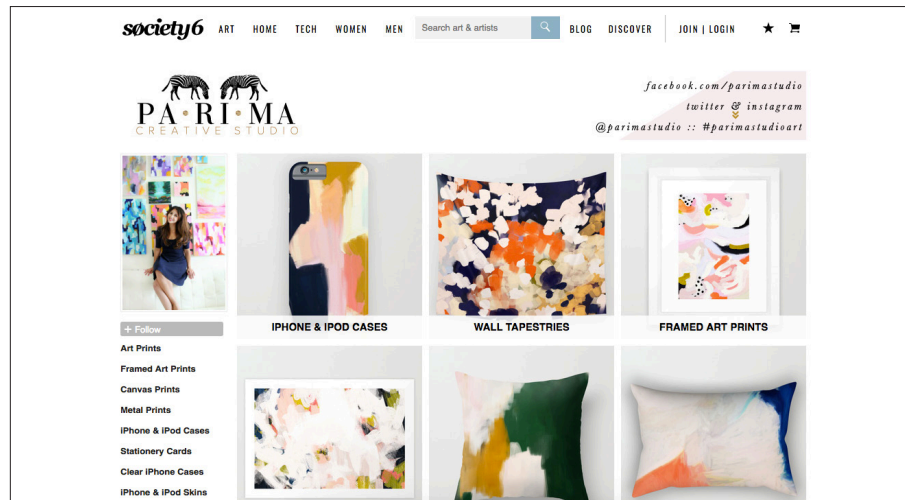 søciety6 ART HOME TECH WOMEN MEN Search art & artists BLOG DISCOVER JOIN | LOGIN
PA·RI·MA
CREATIVE STUDIO
facebook.com/parimastudio
twitter & instagram
@parimastudio :: #parimastudioart
IPHONE & IPOD CASES
WALL TAPESTRIES
FRAMED ART PRINTS
+ Follow
Art Prints
Framed Art Prints
Canvas Prints
Metal Prints
iPhone & iPod Cases
Stationery Cards
Clear iPhone Cases
iPhone & iPod Skins